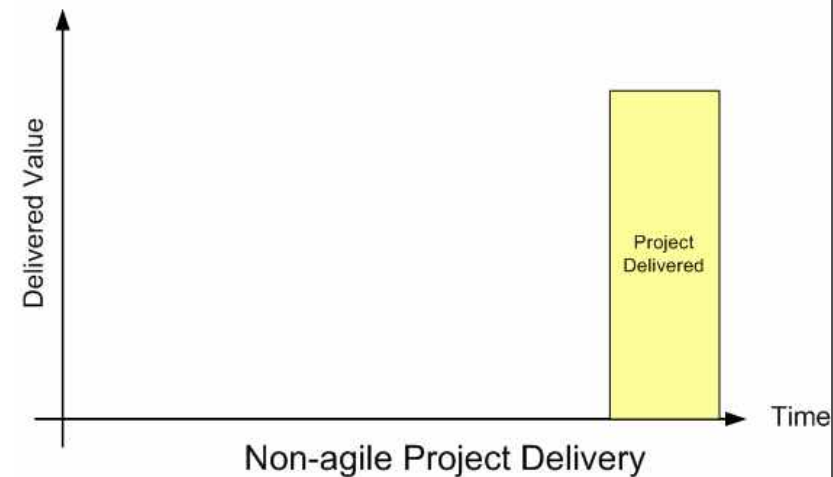 Delivered Value
Project
Delivered
Time
Non-agile Project Delivery